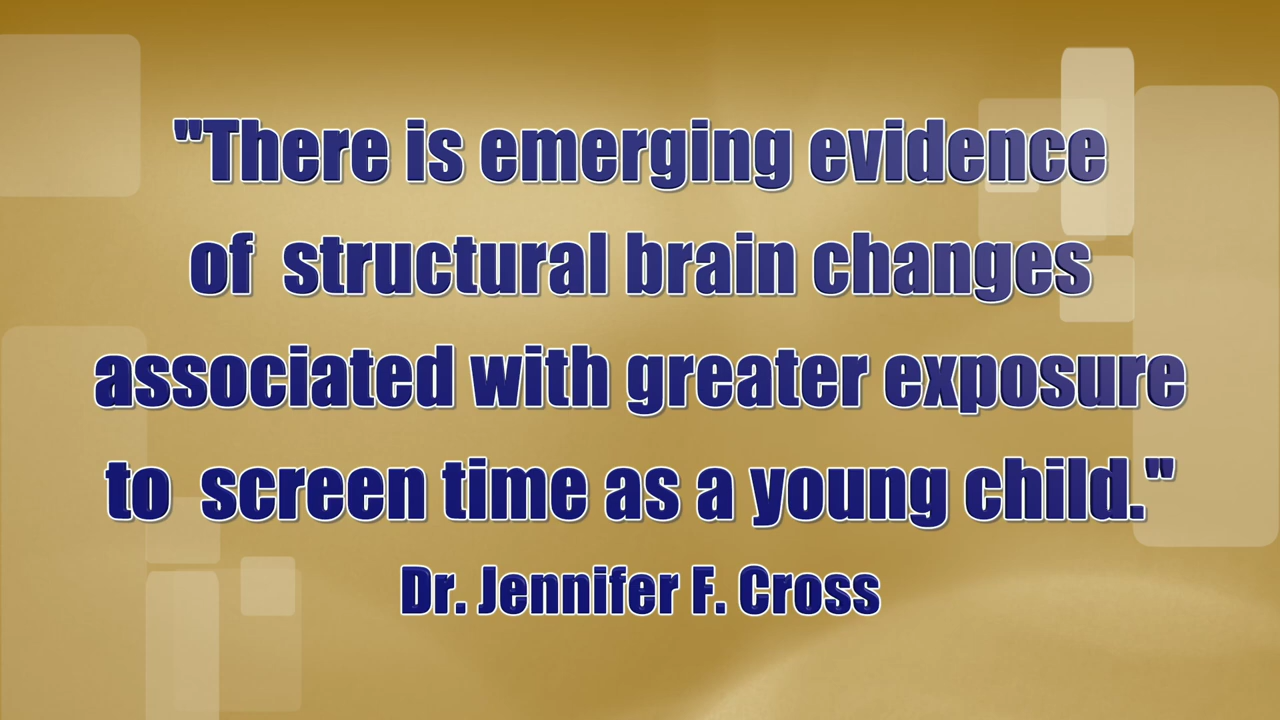 "There is emerging evidence
of structural brain changes
associated with greater exposure
to screen time as a young child."
Dr. Jennifer F. Cross